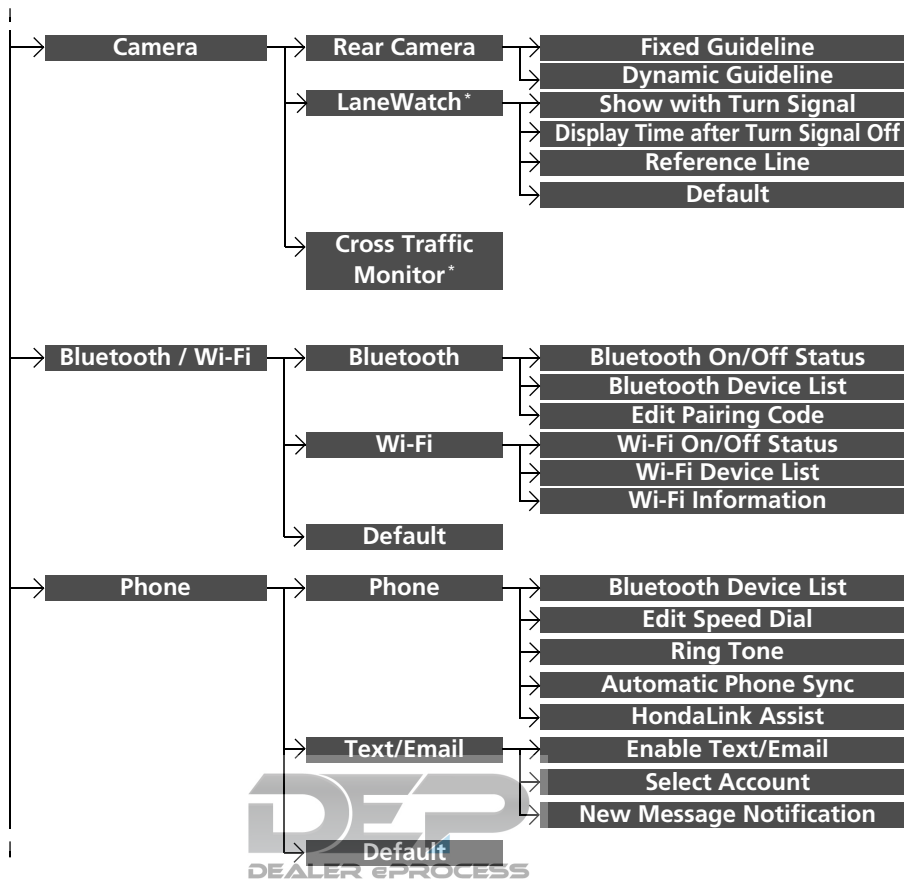 Camera
Rear Camera
Fixed Guideline
Dynamic Guideline
LaneWatch*
Show with Turn Signal
Display Time after Turn Signal Off
Reference Line
Default
Cross Traffic
Monitor*
Bluetooth / Wi-Fi
Bluetooth
Bluetooth On/Off Status
Bluetooth Device List
Edit Pairing Code
Wi-Fi
Wi-Fi On/Off Status
Wi-Fi Device List
Wi-Fi Information
Default
Phone
Phone
Bluetooth Device List
Edit Speed Dial
Ring Tone
Automatic Phone Sync
HondaLink Assist
Text/Email
Enable Text/Email
Select Account
New Message Notification
Default
DEP
DEALER ePROCESS